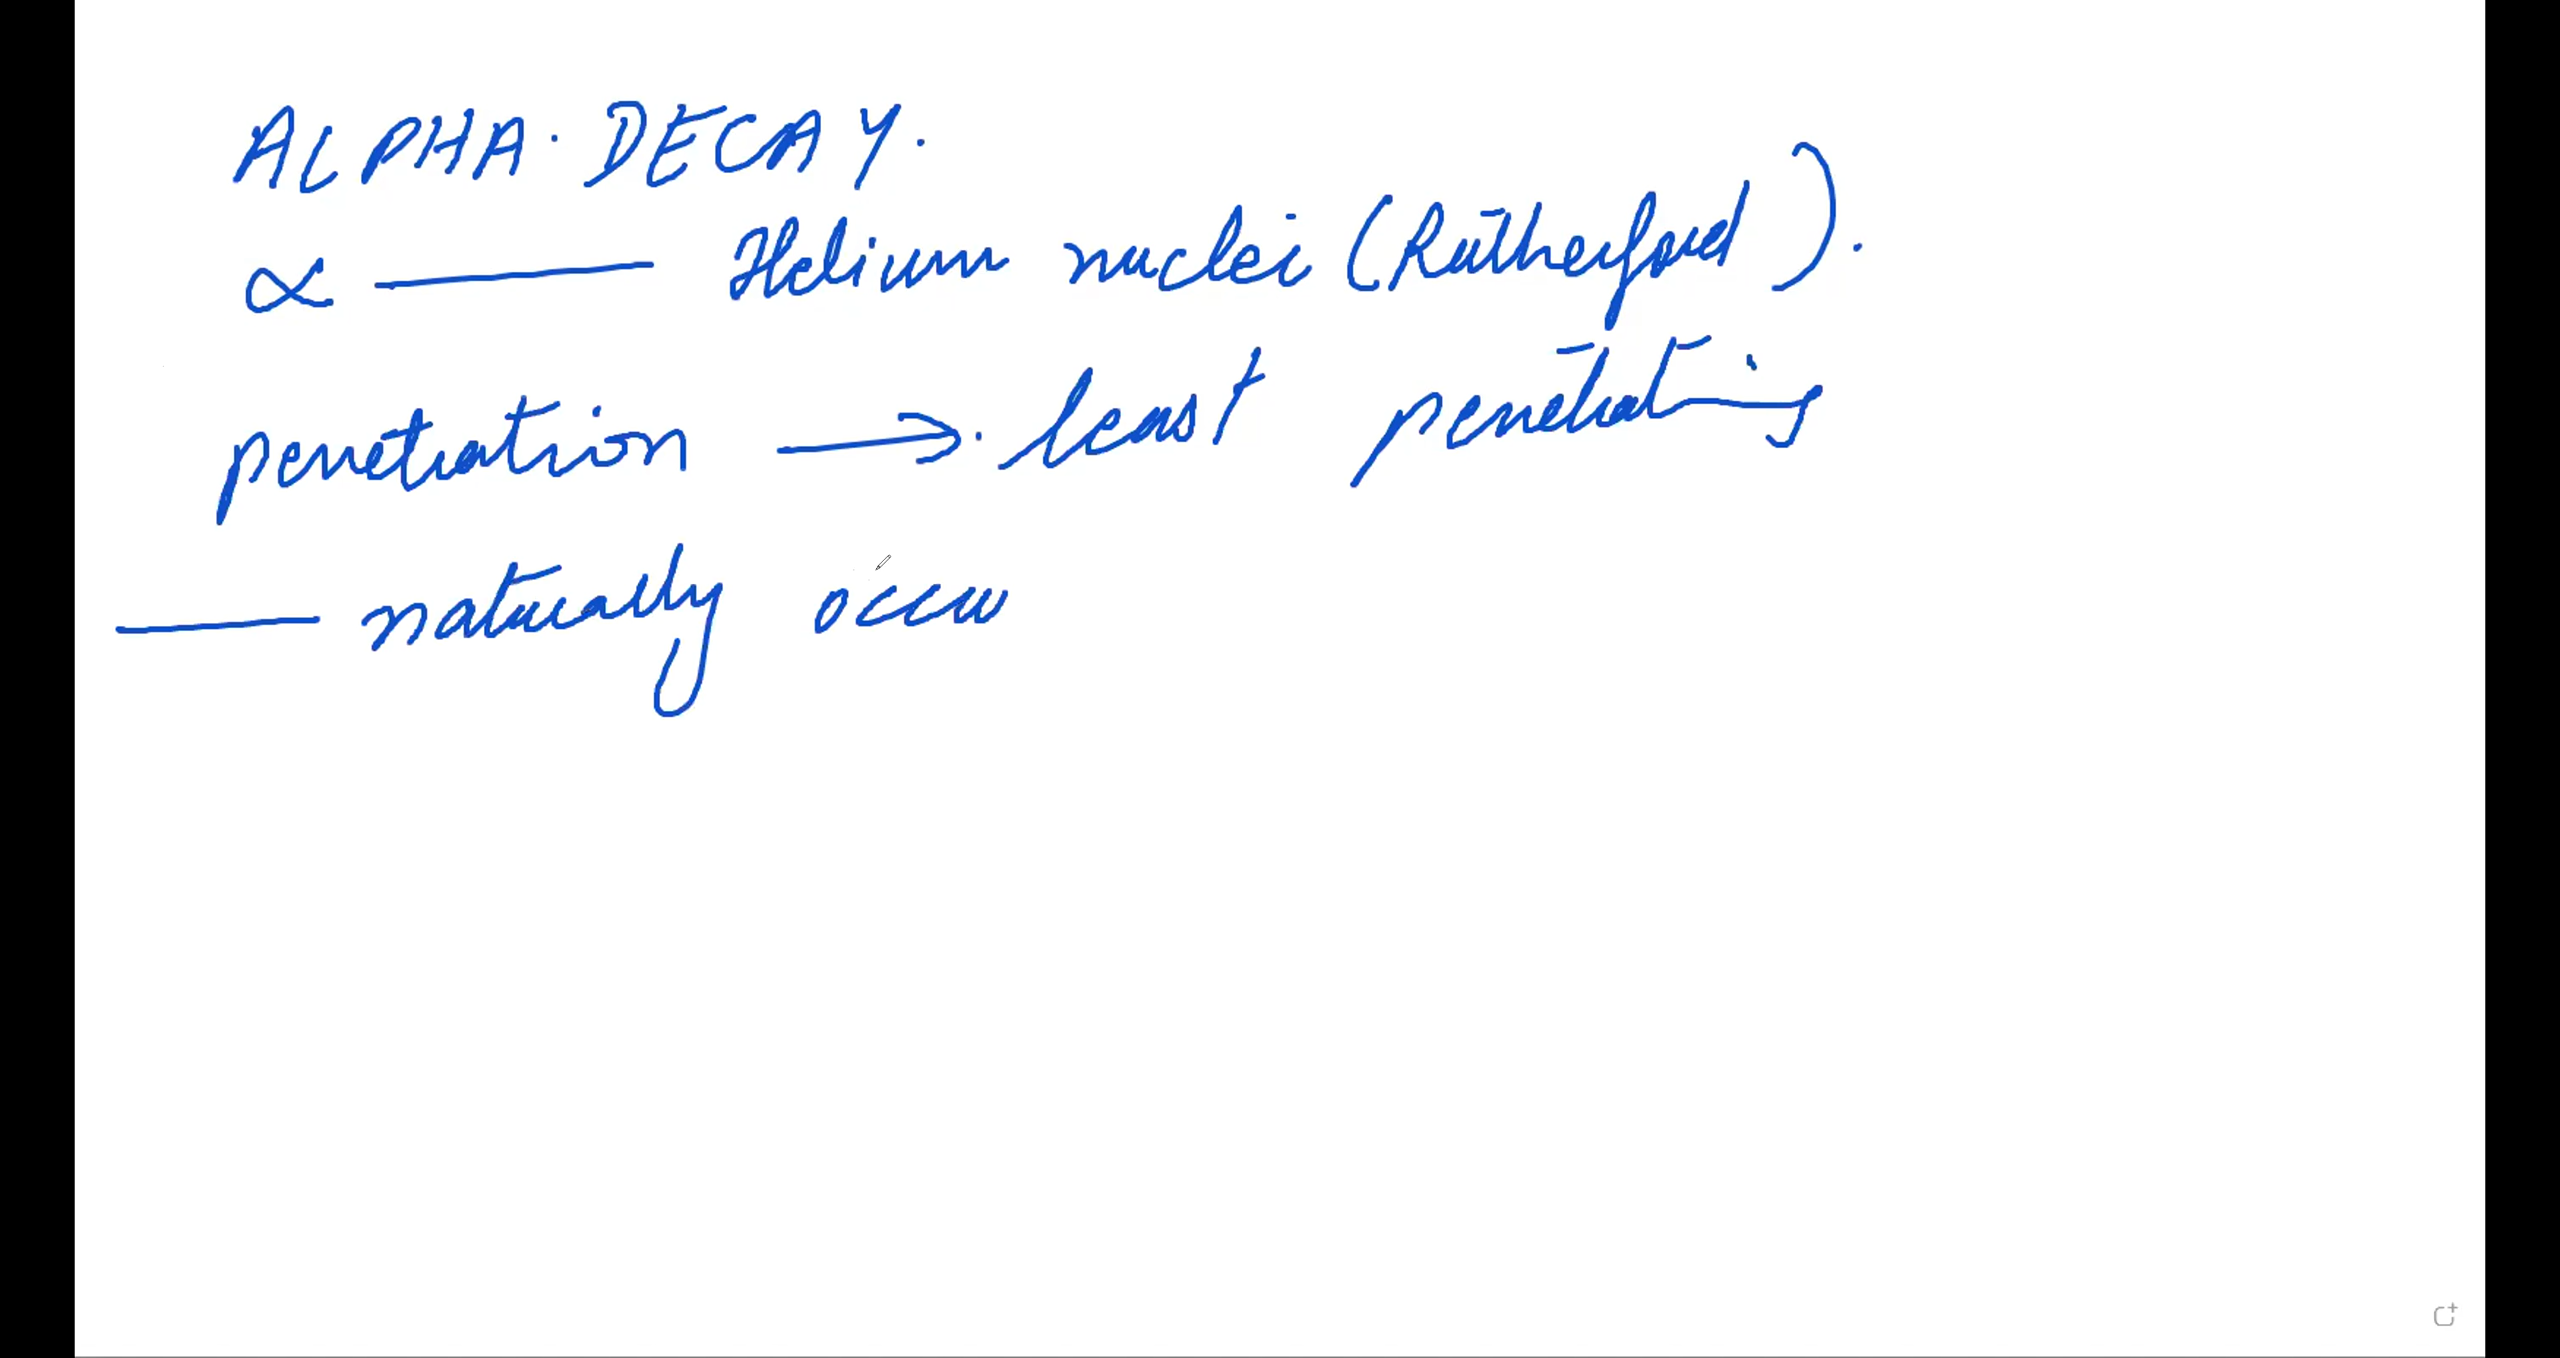 ALPHA. DECAY.
∝ — Helium nuclei (Rutherford).
penetration →. least penetrating
— naturally occur